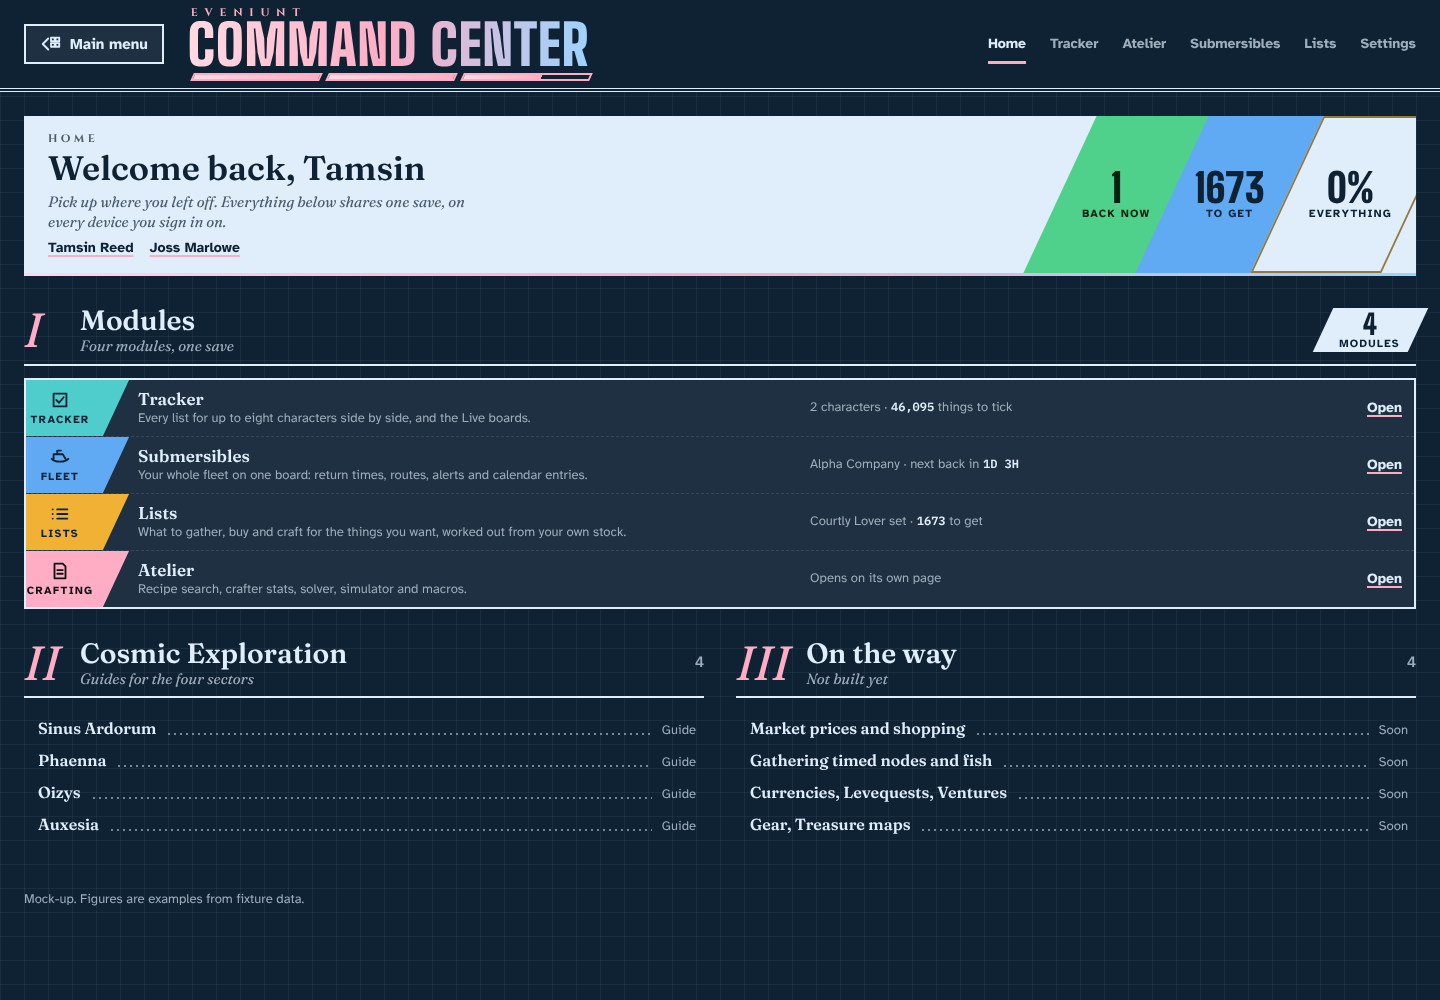 Main menu
EVENIUNT
COMMAND CENTER
Home
Tracker
Atelier
Submersibles
Lists
Settings
HOME
Welcome back, Tamsin
Pick up where you left off. Everything below shares one save, on
every device you sign in on.
Tamsin Reed
Joss Marlowe
1
BACK NOW
1673
TO GET
0%
EVERYTHING
I
Modules
Four modules, one save
4
MODULES
TRACKER
Tracker
Every list for up to eight characters side by side, and the Live boards.
2 characters · 46,095 things to tick
Open
FLEET
Submersibles
Your whole fleet on one board: return times, routes, alerts and calendar entries.
Alpha Company · next back in 1D 3H
Open
LISTS
Lists
What to gather, buy and craft for the things you want, worked out from your own stock.
Courtly Lover set · 1673 to get
Open
CRAFTING
Atelier
Recipe search, crafter stats, solver, simulator and macros.
Opens on its own page
Open
II
Cosmic Exploration
Guides for the four sectors
4
Sinus Ardorum
Guide
Phaenna
Guide
Oizys
Guide
Auxesia
Guide
III
On the way
Not built yet
4
Market prices and shopping
Soon
Gathering timed nodes and fish
Soon
Currencies, Levequests, Ventures
Soon
Gear, Treasure maps
Soon
Mock-up. Figures are examples from fixture data.